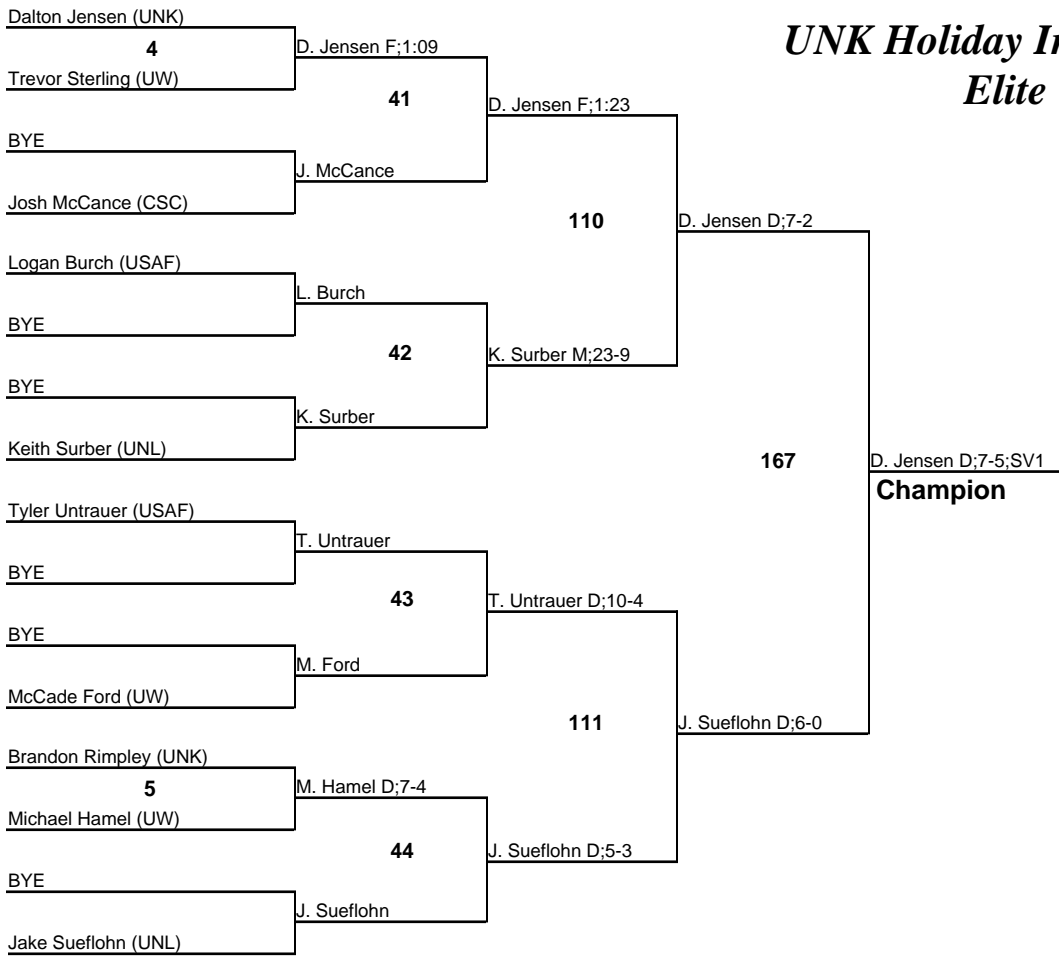 UNK Holiday
Elite
Dalton Jensen (UNK)
4
Trevor Sterling (UW)
BYE
Josh McCance (CSC)
Logan Burch (USAF)
BYE
BYE
Keith Surber (UNL)
Tyler Untrauer (USAF)
BYE
BYE
McCade Ford (UW)
Brandon Rimpley (UNK)
5
Michael Hamel (UW)
BYE
Jake Sueflohn (UNL)
D. Jensen F;1:09
41
J. McCance
L. Burch
42
K. Surber
T. Untrauer
43
M. Ford
M. Hamel D;7-4
44
J. Sueflohn
D. Jensen F;1:23
110
K. Surber M;23-9
T. Untrauer D;10-4
111
J. Sueflohn D;5-3
D. Jensen D;7-2
167
J. Sueflohn D;6-0
D. Jensen D;7-5;SV1
Champion